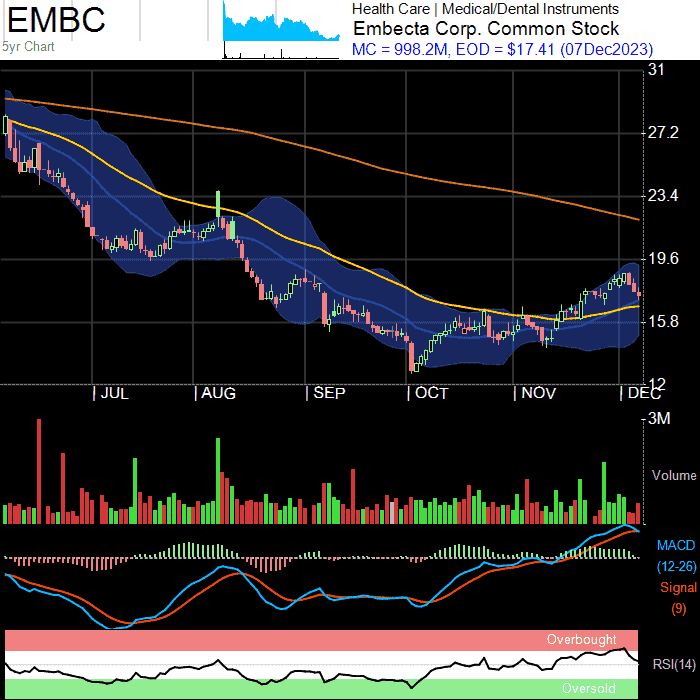 EMBC
5yr Chart
Health Care | Medical/Dental Instruments
Embecta Corp. Common Stock
MC = 998.2M, EOD = $17.41 (07Dec2023)
31
27.2
23.4
19.6
15.8
12
| JUL | AUG | SEP | OCT | NOV | DEC
3M
Volume
MACD
(12-26)
Signal
(9)
Overbought
RSI(14)
Oversold